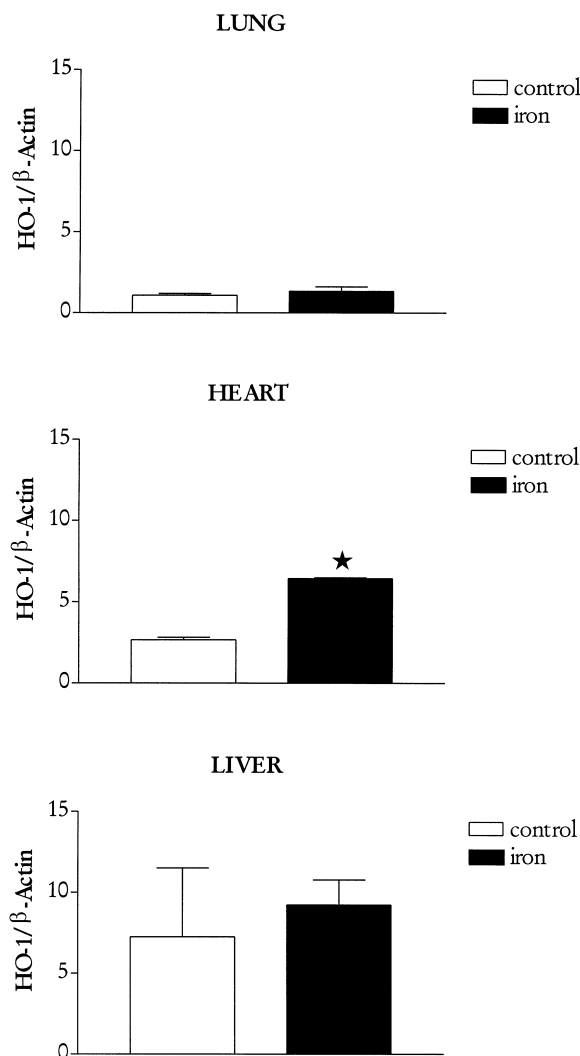 LUNG
15
10
5
0
HO-1/β-Actin
control
iron
HEART
15
10
5
0
HO-1/β-Actin
control
iron
★
LIVER
15
10
5
0
HO-1/β-Actin
control
iron